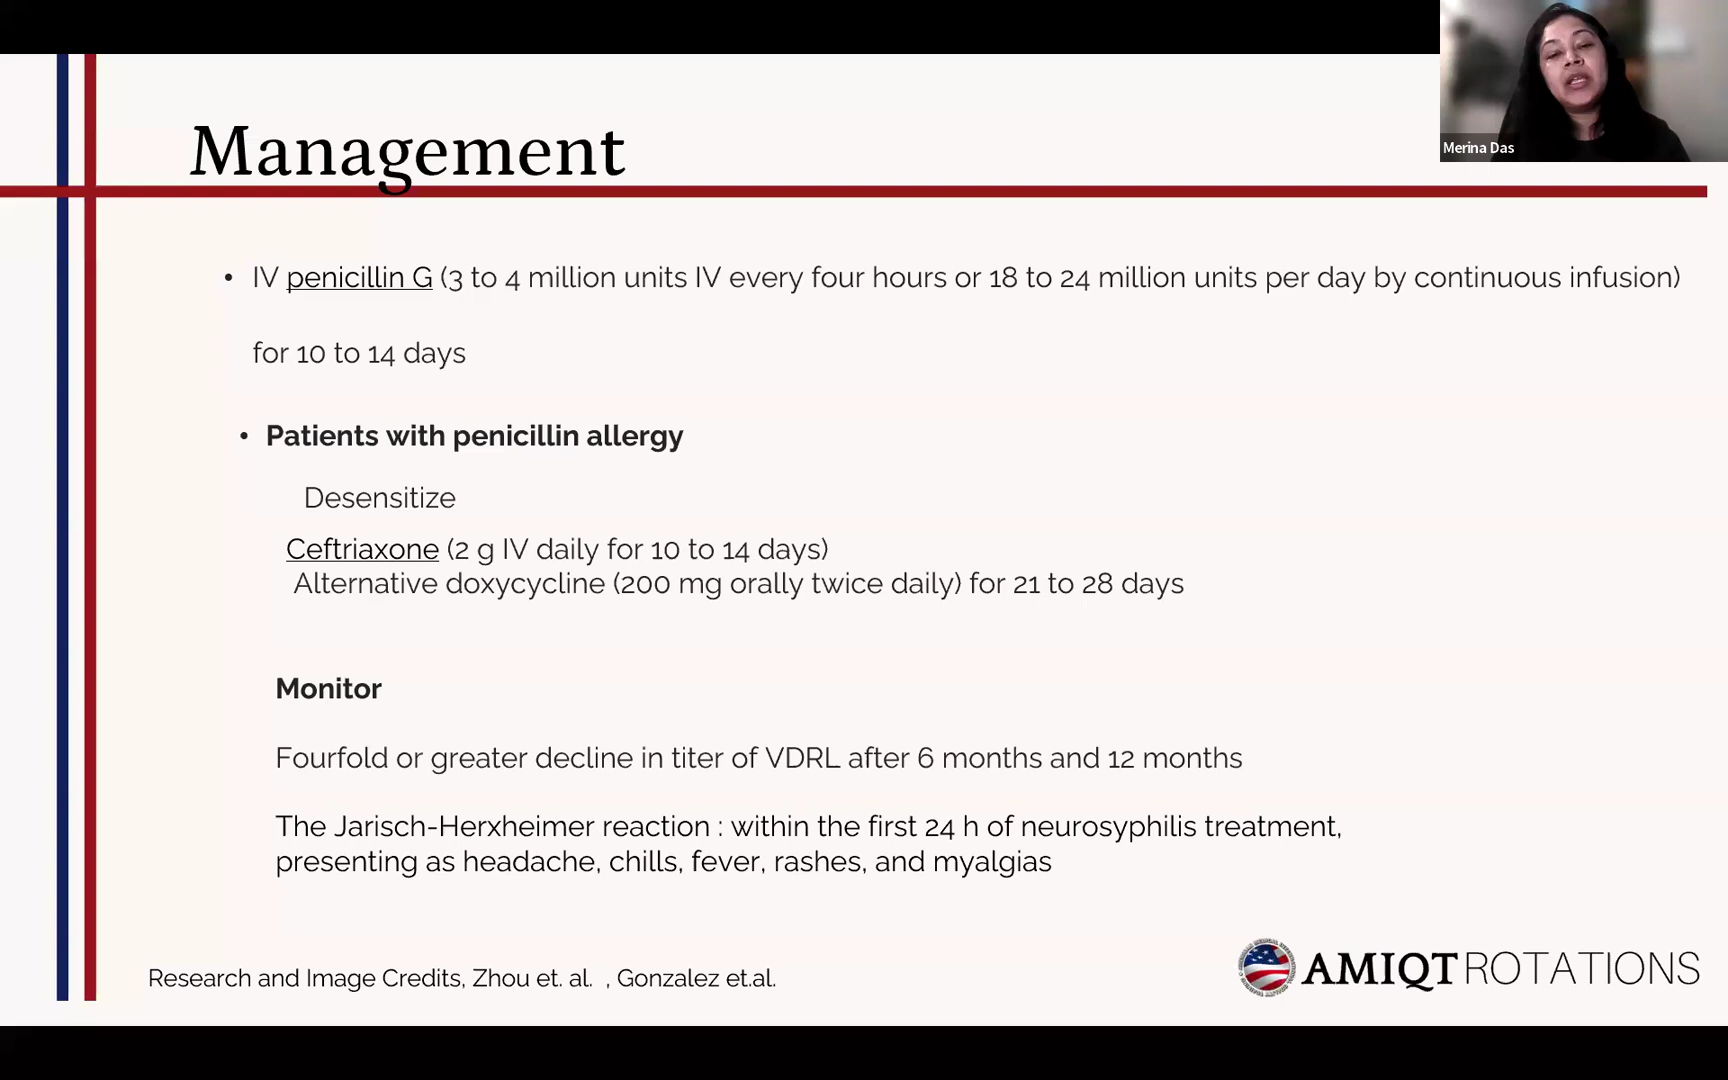 Merina Das
Management
• IV penicillin G (3 to 4 million units IV every four hours or 18 to 24 million units per day by continuous infusion)
for 10 to 14 days
• Patients with penicillin allergy
Desensitize
Ceftriaxone (2 g IV daily for 10 to 14 days)
Alternative doxycycline (200 mg orally twice daily) for 21 to 28 days
Monitor
Fourfold or greater decline in titer of VDRL after 6 months and 12 months
The Jarisch-Herxheimer reaction : within the first 24 h of neurosyphilis treatment,
presenting as headache, chills, fever, rashes, and myalgias
Research and Image Credits, Zhou et. al. , Gonzalez et.al.
AMIQT ROTATIONS